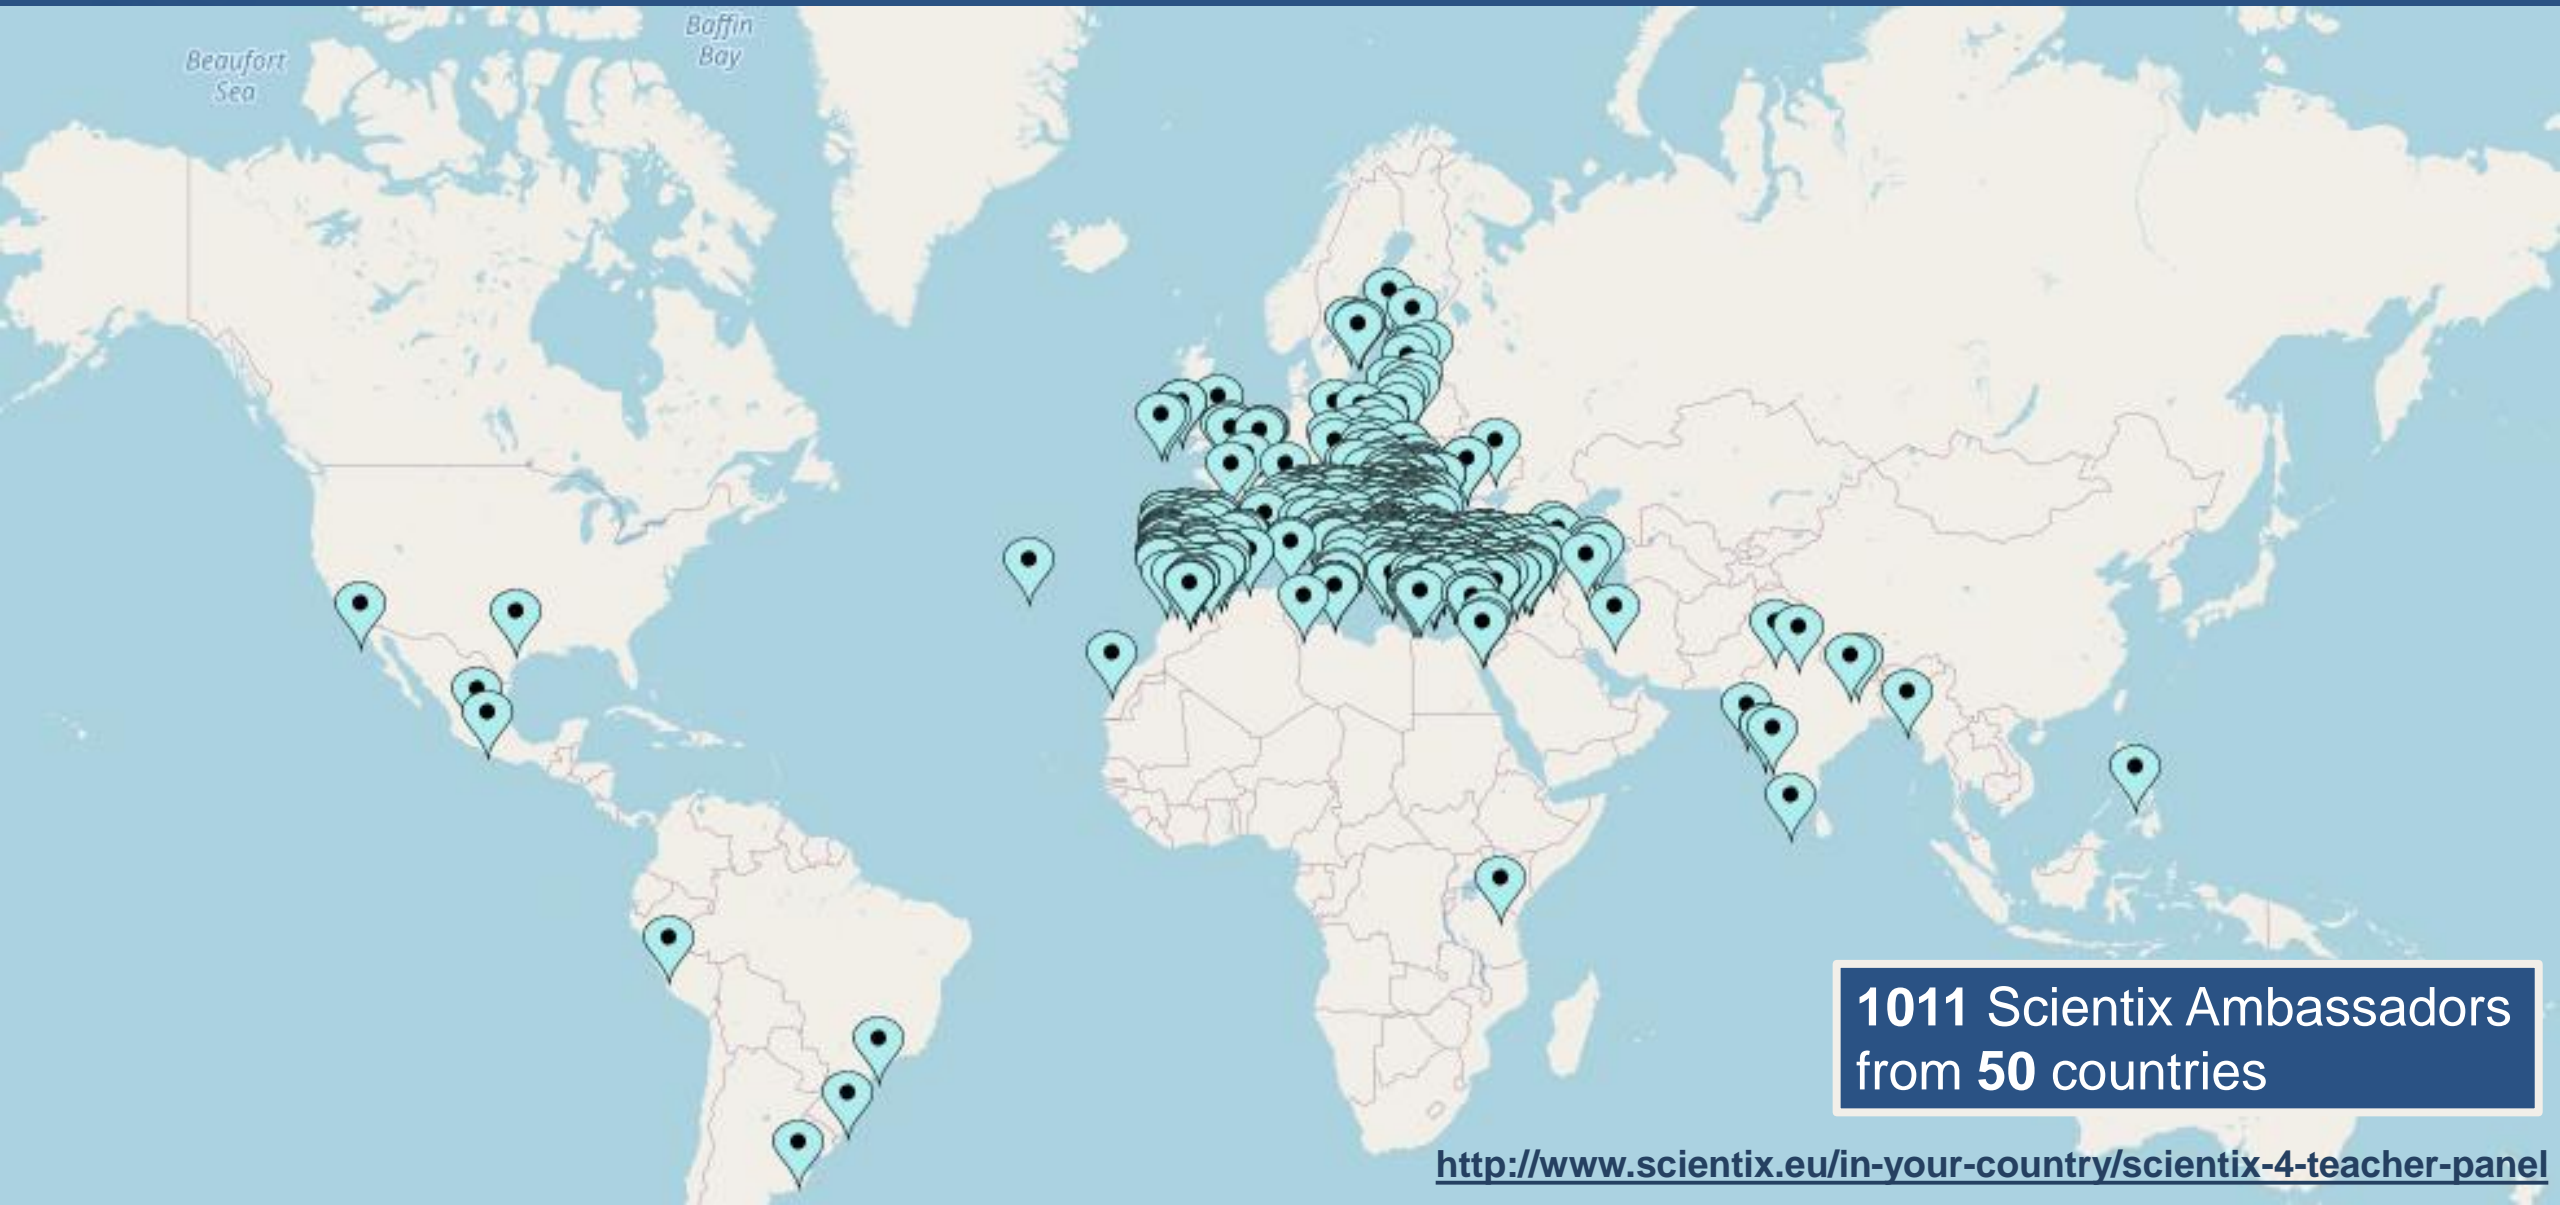 Baffin
Bay
Beaufort
Sea
1011 Scientix Ambassadors
from 50 countries
http://www.scientix.eu/in-your-country/scientix-4-teacher-panel